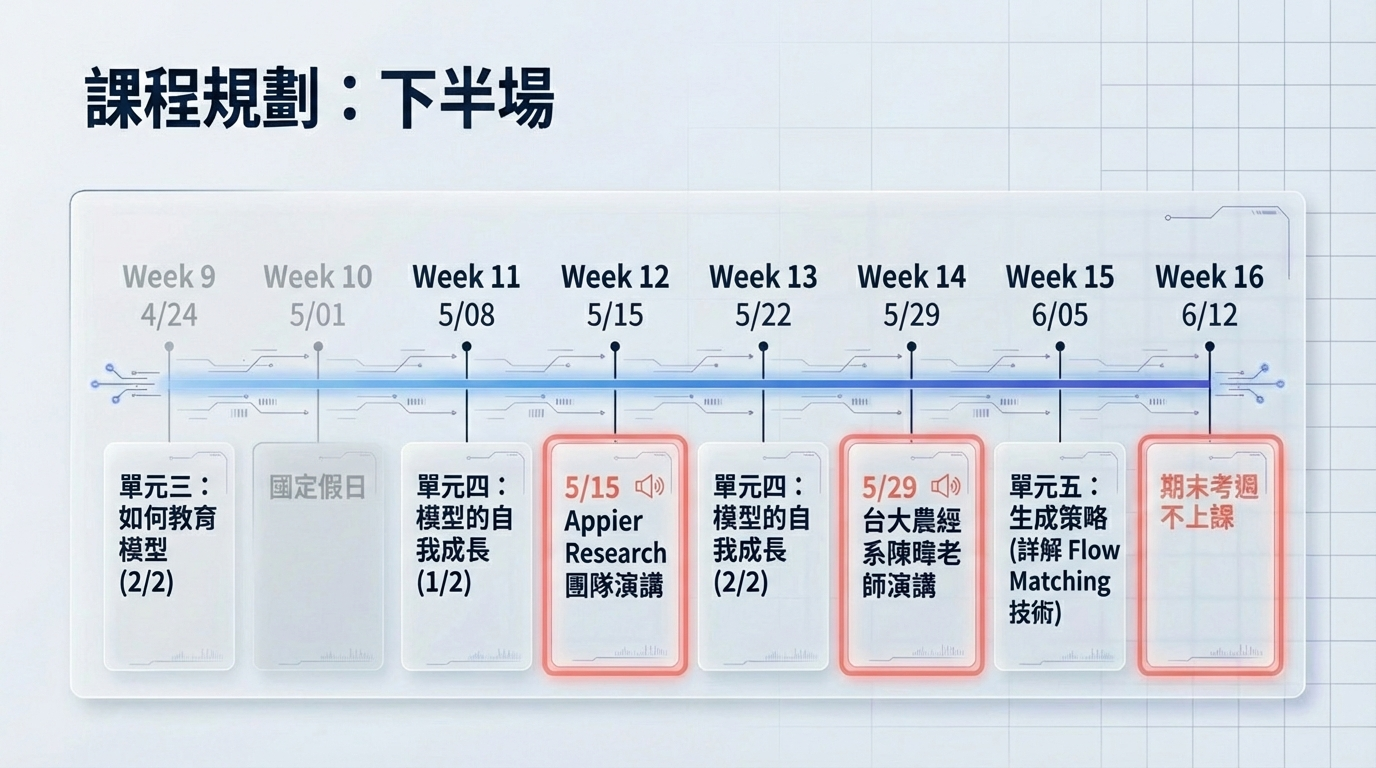 課程規劃：下半場
Week 9
4/24
Week 10
5/01
Week 11
5/08
Week 12
5/15
Week 13
5/22
Week 14
5/29
Week 15
6/05
Week 16
6/12
單元三：
如何教育
模型
(2/2)
國定假日
單元四：
模型的自
我成長
(1/2)
5/15
Appier
Research
團隊演講
單元四：
模型的自
我成長
(2/2)
5/29
台大農經
系陳暐老
師演講
單元五：
生成策略
(詳解 Flow
Matching
技術)
期末考週
不上課